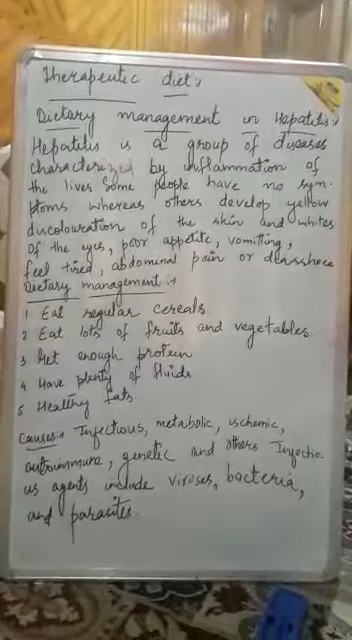 Therapeutic diet:
Dietary management in Hepatitis:
Hepatitis is a group of diseases
characterized by inflammation of
the lives Some people have no sym-
ptoms whereas others develop yellow
discolouration of the skin and whites
of the eyes, poor appetite, vomitting,
feel tired, abdominal pain or diarrhoea
Dietary management :-
1 Eat regular cereals
2 Eat lots of fruits and vegetables
3 Get enough protein
4 Have plenty of fluids
5 Healthy fats
Causes:- Infectious, metabolic, ischemic,
autoimmune, genetic and others Infectio-
us agents include viruses, bacteria,
and parasites.